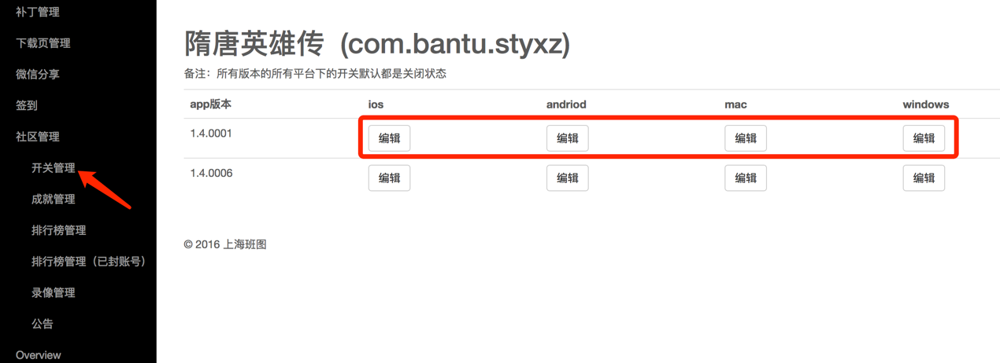 补丁管理
下载页管理
微信分享
签到
社区管理
开关管理
成就管理
排行榜管理
排行榜管理（已封账号）
录像管理
公告
Overview
隋唐英雄传 (com.bantu.styxz)
备注：所有版本的所有平台下的开关默认都是关闭状态
app版本 ios andriod mac windows
1.4.0001 编辑 编辑 编辑 编辑
1.4.0006 编辑 编辑 编辑 编辑
© 2016 上海班图